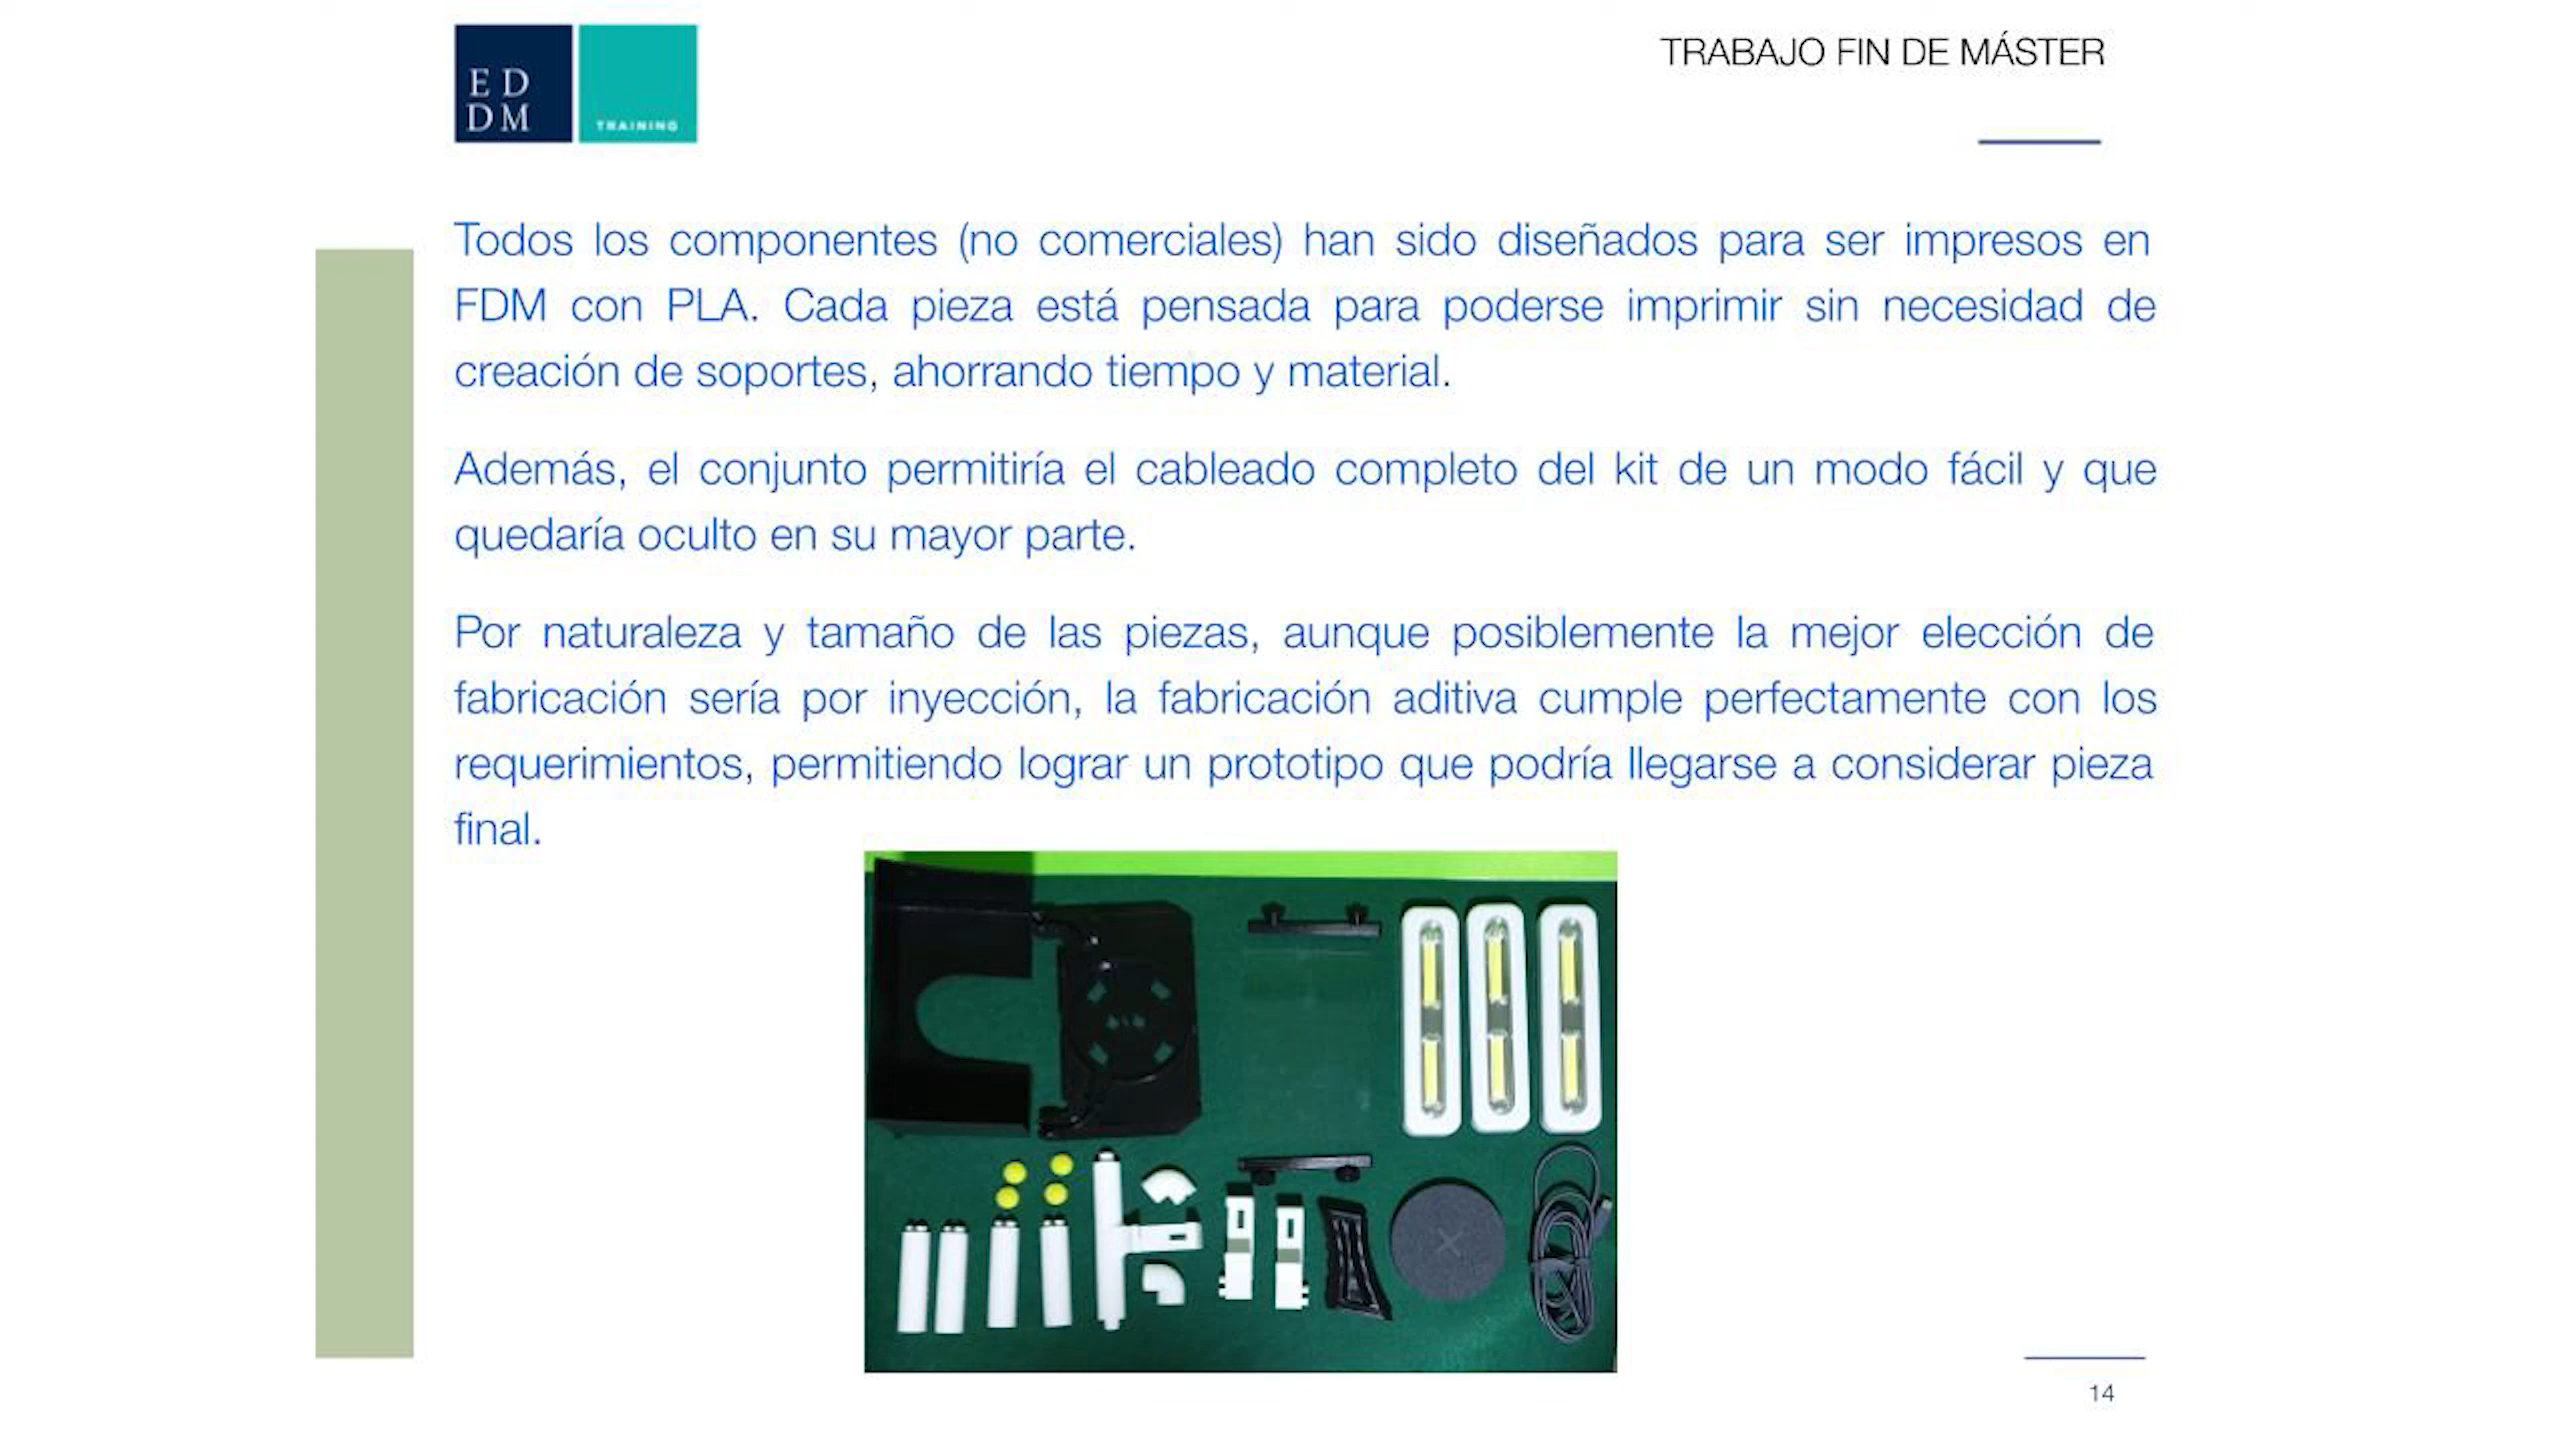 E D
D M
TRAINING
TRABAJO FIN DE MÁSTER
Todos los componentes (no comerciales) han sido diseñados para ser impresos en
FDM con PLA. Cada pieza está pensada para poderse imprimir sin necesidad de
creación de soportes, ahorrando tiempo y material.
Además, el conjunto permitiría el cableado completo del kit de un modo fácil y que
quedaría oculto en su mayor parte.
Por naturaleza y tamaño de las piezas, aunque posiblemente la mejor elección de
fabricación sería por inyección, la fabricación aditiva cumple perfectamente con los
requerimientos, permitiendo lograr un prototipo que podría llegarse a considerar pieza
final.
14